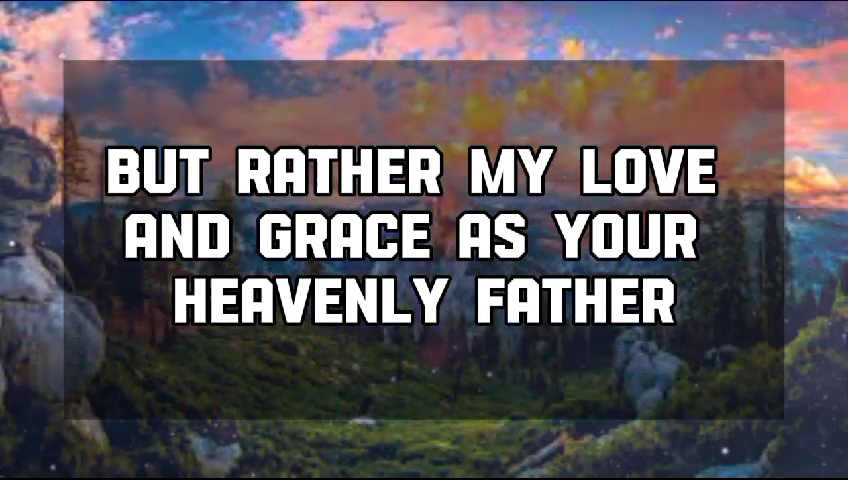 BUT RATHER MY LOVE
AND GRACE AS YOUR
HEAVENLY FATHER